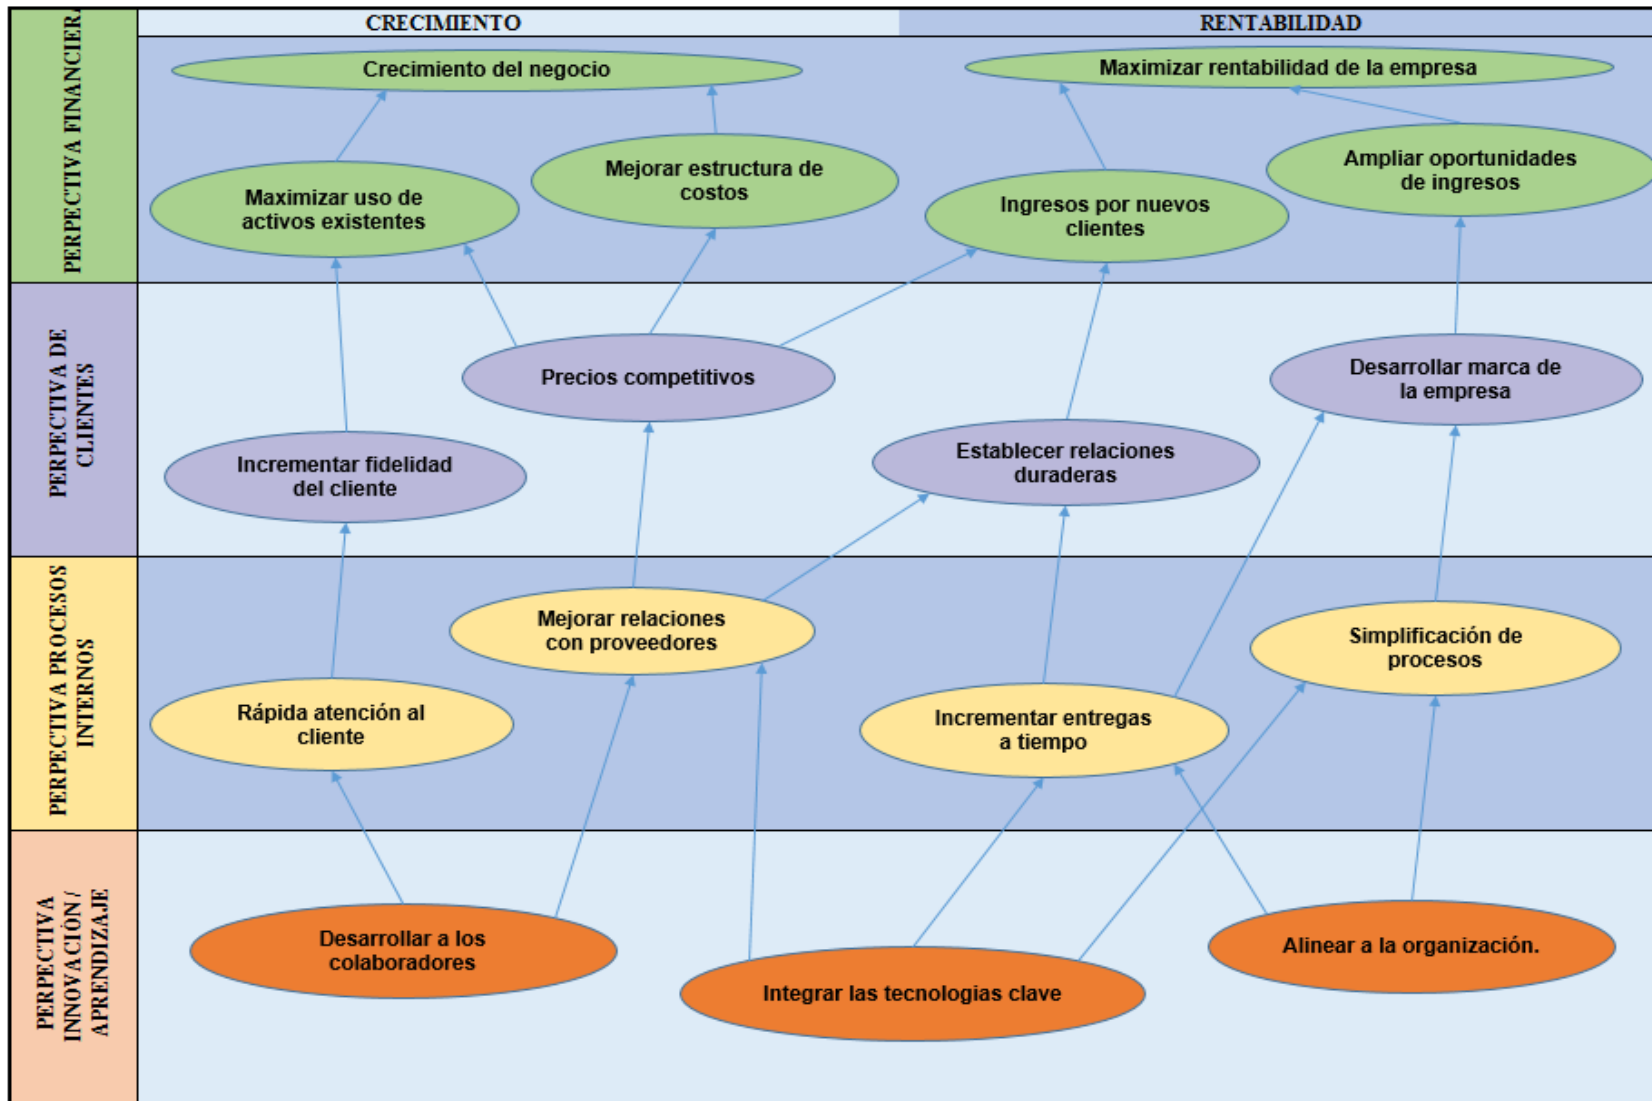 CRECIMIENTO
RENTABILIDAD
PERPECTIVA FINANCIERA
Crecimiento del negocio
Maximizar rentabilidad de la empresa
Mejorar estructura de
costos
Ampliar oportunidades
de ingresos
Maximizar uso de
activos existentes
Ingresos por nuevos
clientes
PERPECTIVA DE
CLIENTES
Precios competitivos
Desarrollar marca de
la empresa
Incrementar fidelidad
del cliente
Establecer relaciones
duraderas
PERPECTIVA PROCESOS
INTERNOS
Mejorar relaciones
con proveedores
Simplificación de
procesos
Rápida atención al
cliente
Incrementar entregas
a tiempo
PERPECTIVA
INNOVACIÓN /
APRENDIZAJE
Desarrollar a los
colaboradores
Integrar las tecnologias clave
Alinear a la organización.